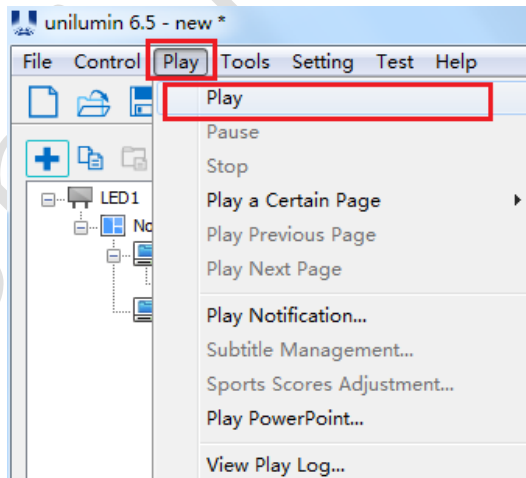 unilumin 6.5 - new *
File Control Play Tools Setting Test Help
Play
Pause
Stop
LED1
Play a Certain Page
No
Play Previous Page
Play Next Page
Play Notification...
Subtitle Management...
Sports Scores Adjustment...
Play PowerPoint...
View Play Log...